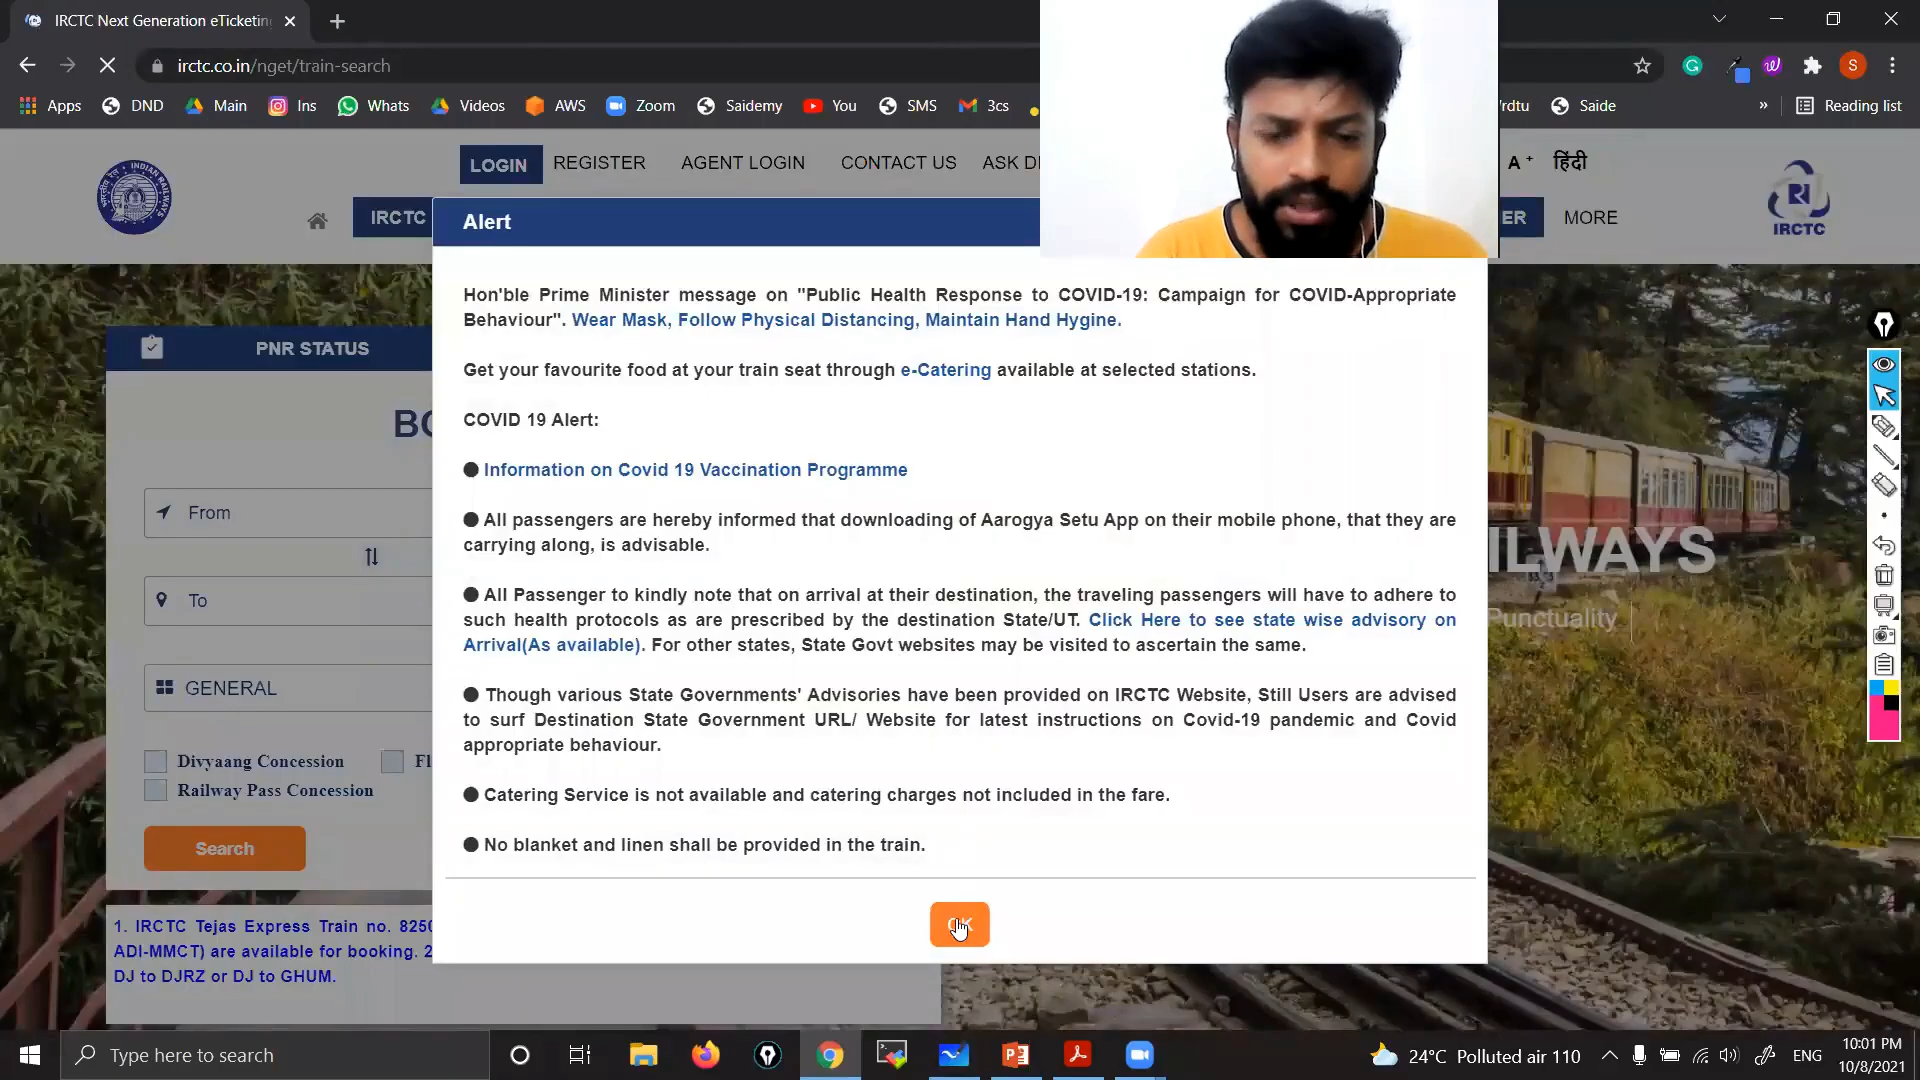 IRCTC Next Generation eTicketing
irctc.co.in/nget/train-search
S
Apps DND Main Ins Whats Videos AWS Zoom Saidemy You SMS 3cs Saide » Reading list
LOGIN REGISTER AGENT LOGIN CONTACT US ASK DI A+ हिंदी
IRCTC ER MORE
IRCTC
INDIAN RAILWAYS
Alert
Hon'ble Prime Minister message on "Public Health Response to COVID-19: Campaign for COVID-Appropriate
Behaviour". Wear Mask, Follow Physical Distancing, Maintain Hand Hygine.
Get your favourite food at your train seat through e-Catering available at selected stations.
COVID 19 Alert:
● Information on Covid 19 Vaccination Programme
● All passengers are hereby informed that downloading of Aarogya Setu App on their mobile phone, that they are
carrying along, is advisable.
● All Passenger to kindly note that on arrival at their destination, the traveling passengers will have to adhere to
such health protocols as are prescribed by the destination State/UT. Click Here to see state wise advisory on
Arrival(As available). For other states, State Govt websites may be visited to ascertain the same.
● Though various State Governments' Advisories have been provided on IRCTC Website, Still Users are advised
to surf Destination State Government URL/ Website for latest instructions on Covid-19 pandemic and Covid
appropriate behaviour.
● Catering Service is not available and catering charges not included in the fare.
● No blanket and linen shall be provided in the train.
OK
PNR STATUS
BO
From
To
GENERAL
Divyaang Concession Fl
Railway Pass Concession
Search
1. IRCTC Tejas Express Train no. 8250
ADI-MMCT) are available for booking. 2
DJ to DJRZ or DJ to GHUM.
ILWAYS
Punctuality
Type here to search
24°C Polluted air 110
ENG
10:01 PM
10/8/2021